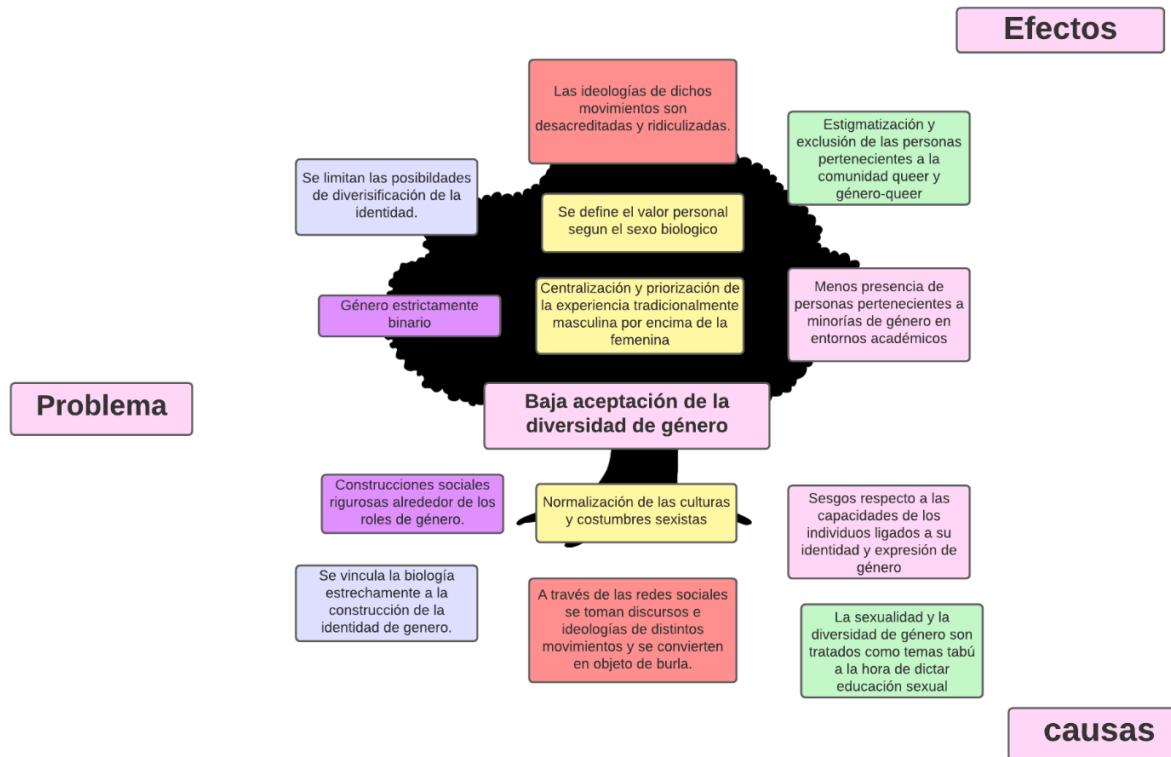 Efectos
Las ideologías de dichos
movimientos son
desacreditadas y ridiculizadas.
Estigmatización y
exclusión de las personas
pertenecientes a la
comunidad queer y
género-queer
Se limitan las posibildades
de diverisificación de la
identidad.
Se define el valor personal
segun el sexo biologico
Género estrictamente
binario
Centralización y priorización de
la experiencia tradicionalmente
masculina por encima de la
femenina
Menos presencia de
personas pertenecientes a
minorías de género en
entornos académicos
Problema
Baja aceptación de la
diversidad de género
Construcciones sociales
rigurosas alrededor de los
roles de género.
Normalización de las culturas
y costumbres sexistas
Sesgos respecto a las
capacidades de los
individuos ligados a su
identidad y expresión de
género
Se vincula la biología
estrechamente a la
construcción de la
identidad de genero.
A través de las redes sociales
se toman discursos e
ideologías de distintos
movimientos y se convierten
en objeto de burla.
La sexualidad y la
diversidad de género son
tratados como temas tabú
a la hora de dictar
educación sexual
causas